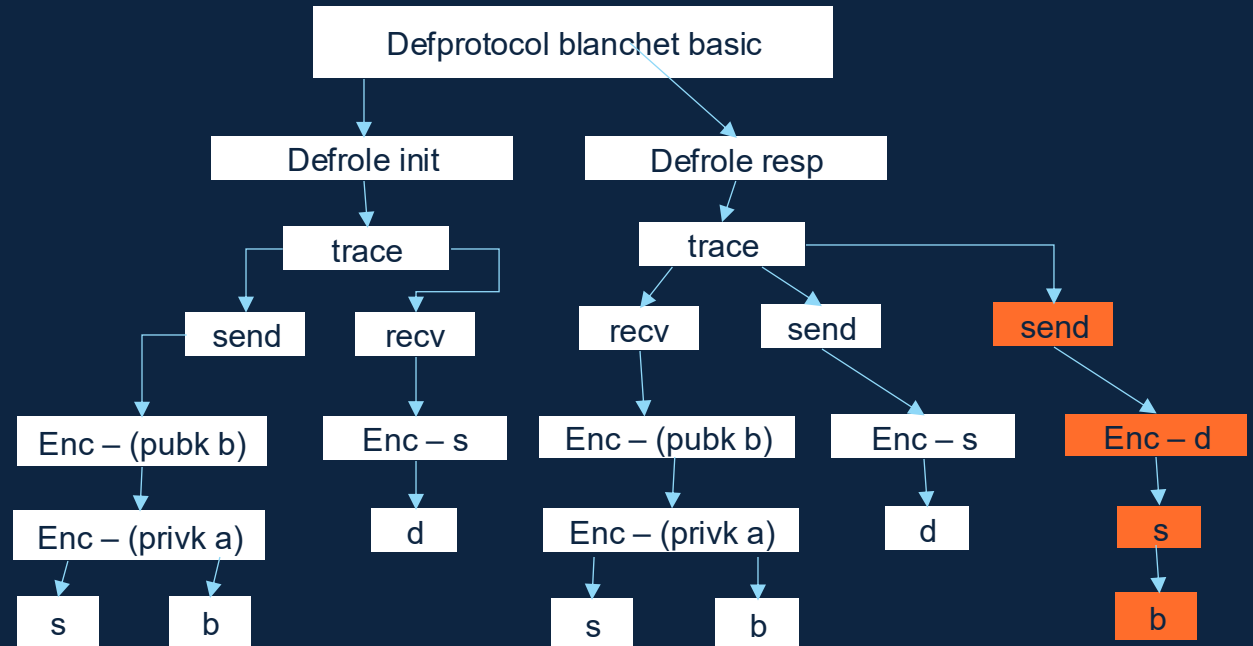 Defprotocol blanchet basic
Defrole init
Defrole resp
trace
trace
send
recv
recv
send
send
Enc – (pubk b)
Enc – s
Enc – (pubk b)
Enc – s
Enc – d
Enc – (privk a)
d
Enc – (privk a)
d
s
s
b
s
b
b